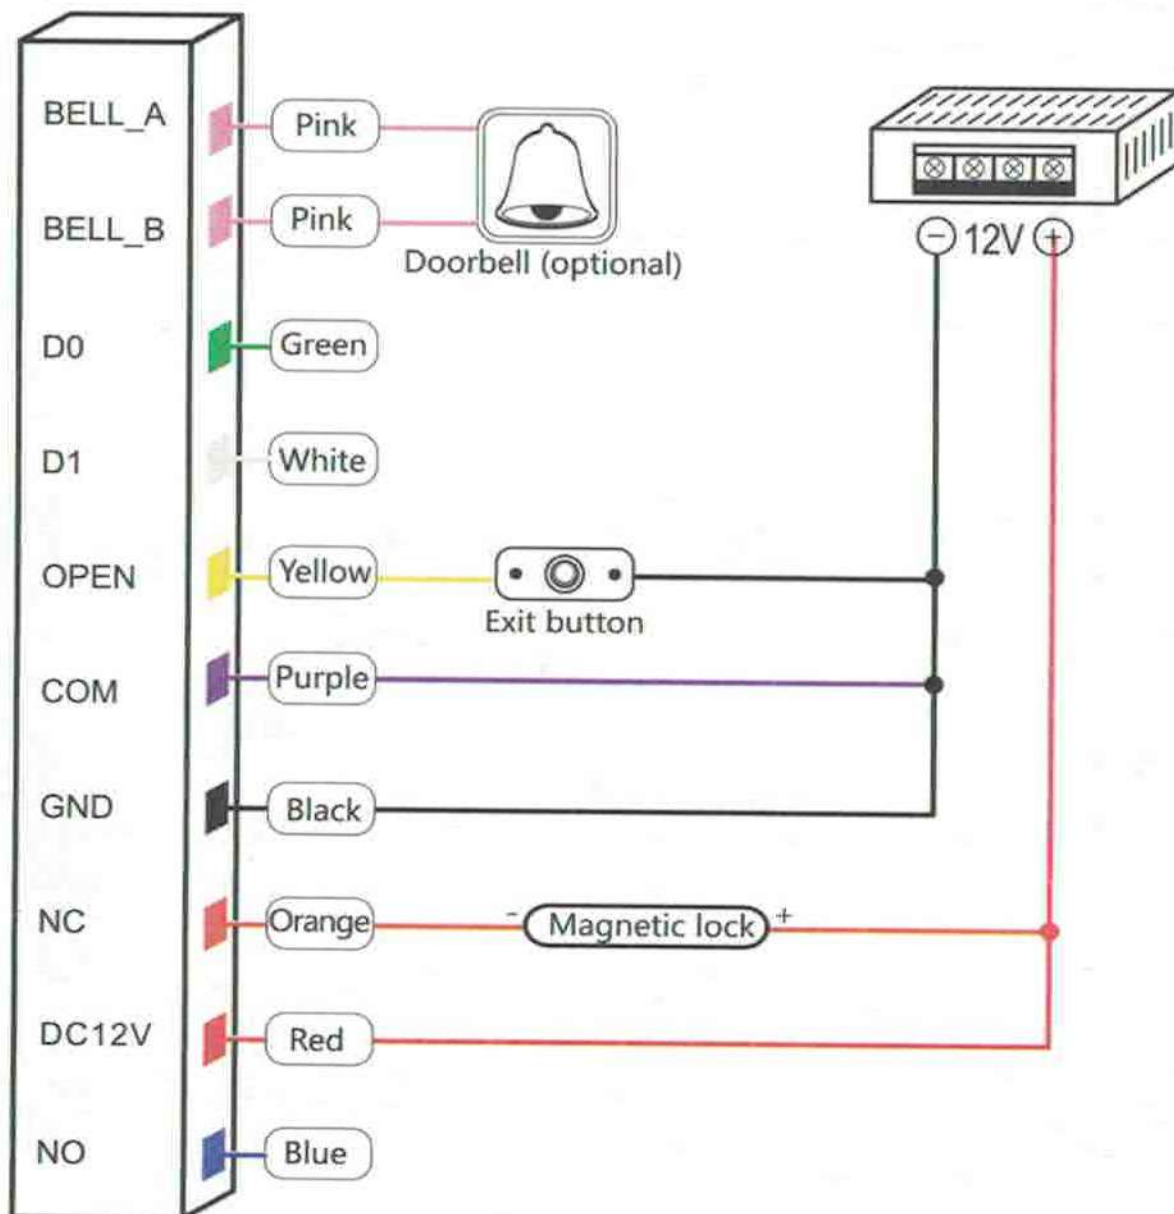 BELL_A
Pink
BELL_B
Pink
Doorbell (optional)
− 12V +
D0
Green
D1
White
OPEN
Yellow
Exit button
COM
Purple
GND
Black
NC
Orange
- Magnetic lock +
DC12V
Red
NO
Blue